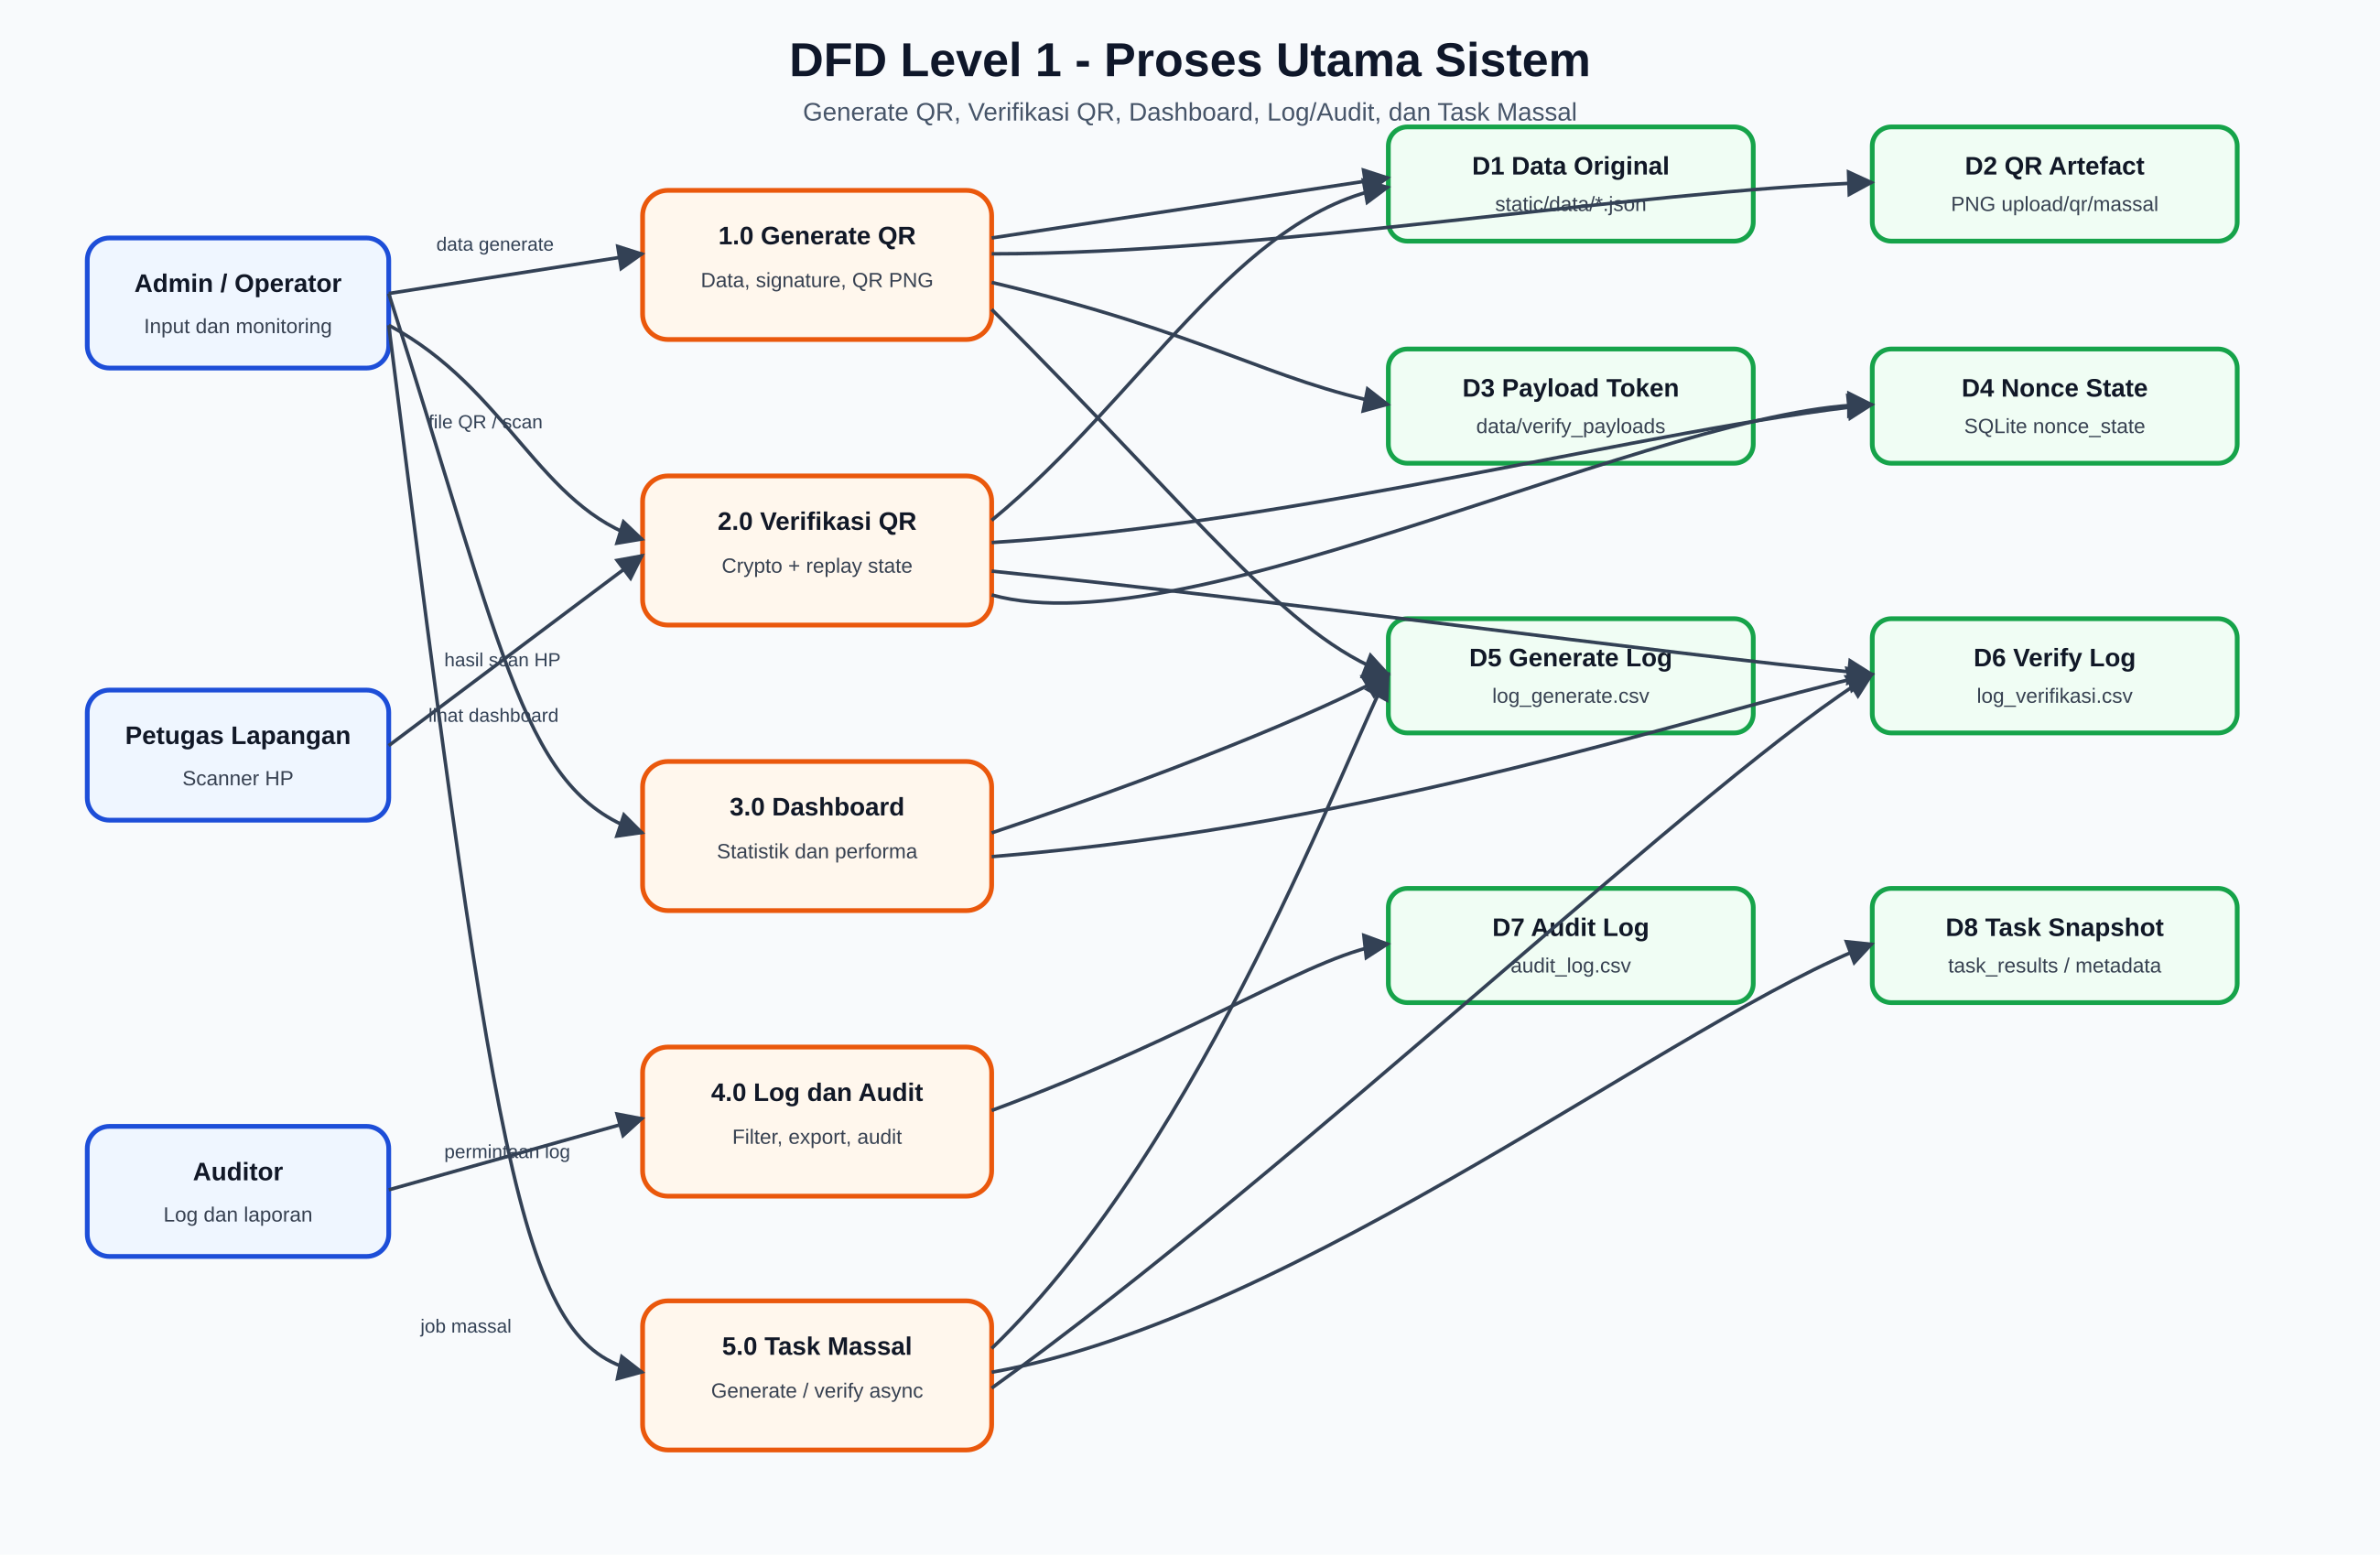 DFD Level 1 - Proses Utama Sistem
Generate QR, Verifikasi QR, Dashboard, Log/Audit, dan Task Massal
Admin / Operator
Input dan monitoring
Petugas Lapangan
Scanner HP
Auditor
Log dan laporan
data generate
file QR / scan
hasil scan HP
lihat dashboard
permintaan log
job massal
1.0 Generate QR
Data, signature, QR PNG
2.0 Verifikasi QR
Crypto + replay state
3.0 Dashboard
Statistik dan performa
4.0 Log dan Audit
Filter, export, audit
5.0 Task Massal
Generate / verify async
D1 Data Original
static/data/*.json
D2 QR Artefact
PNG upload/qr/massal
D3 Payload Token
data/verify_payloads
D4 Nonce State
SQLite nonce_state
D5 Generate Log
log_generate.csv
D6 Verify Log
log_verifikasi.csv
D7 Audit Log
audit_log.csv
D8 Task Snapshot
task_results / metadata